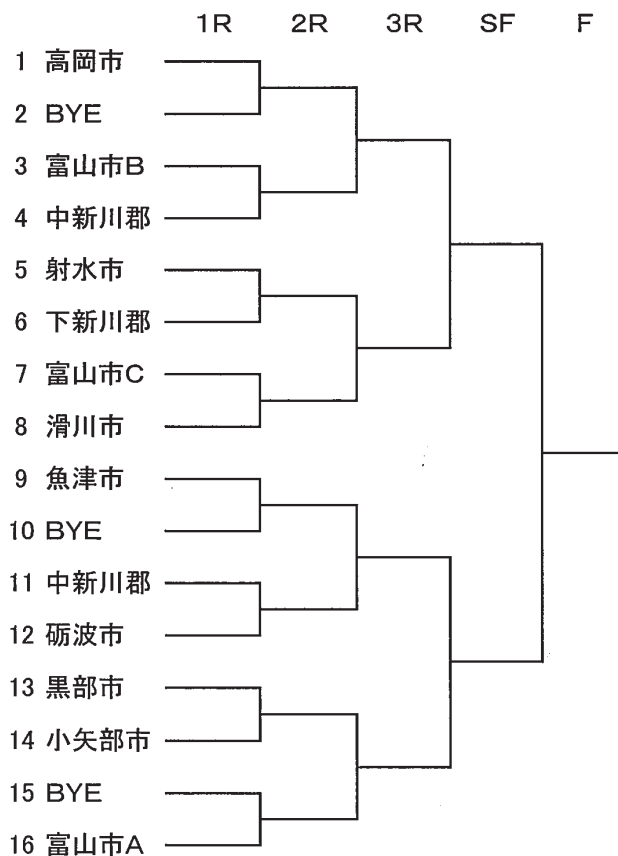 1R 2R 3R SF F
1 高岡市
2 BYE
3 富山市B
4 中新川郡
5 射水市
6 下新川郡
7 富山市C
8 滑川市
9 魚津市
10 BYE
11 中新川郡
12 砺波市
13 黒部市
14 小矢部市
15 BYE
16 富山市A